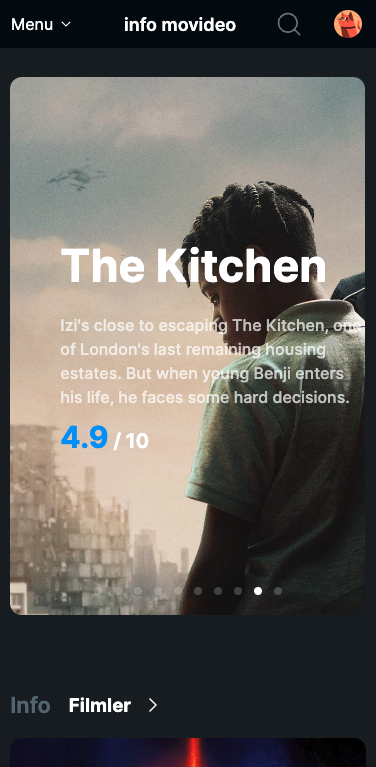 Menu
info movideo
The Kitchen
Izi's close to escaping The Kitchen, one
of London's last remaining housing
estates. But when young Benji enters
his life, he faces some hard decisions.
4.9 / 10
Info Filmler